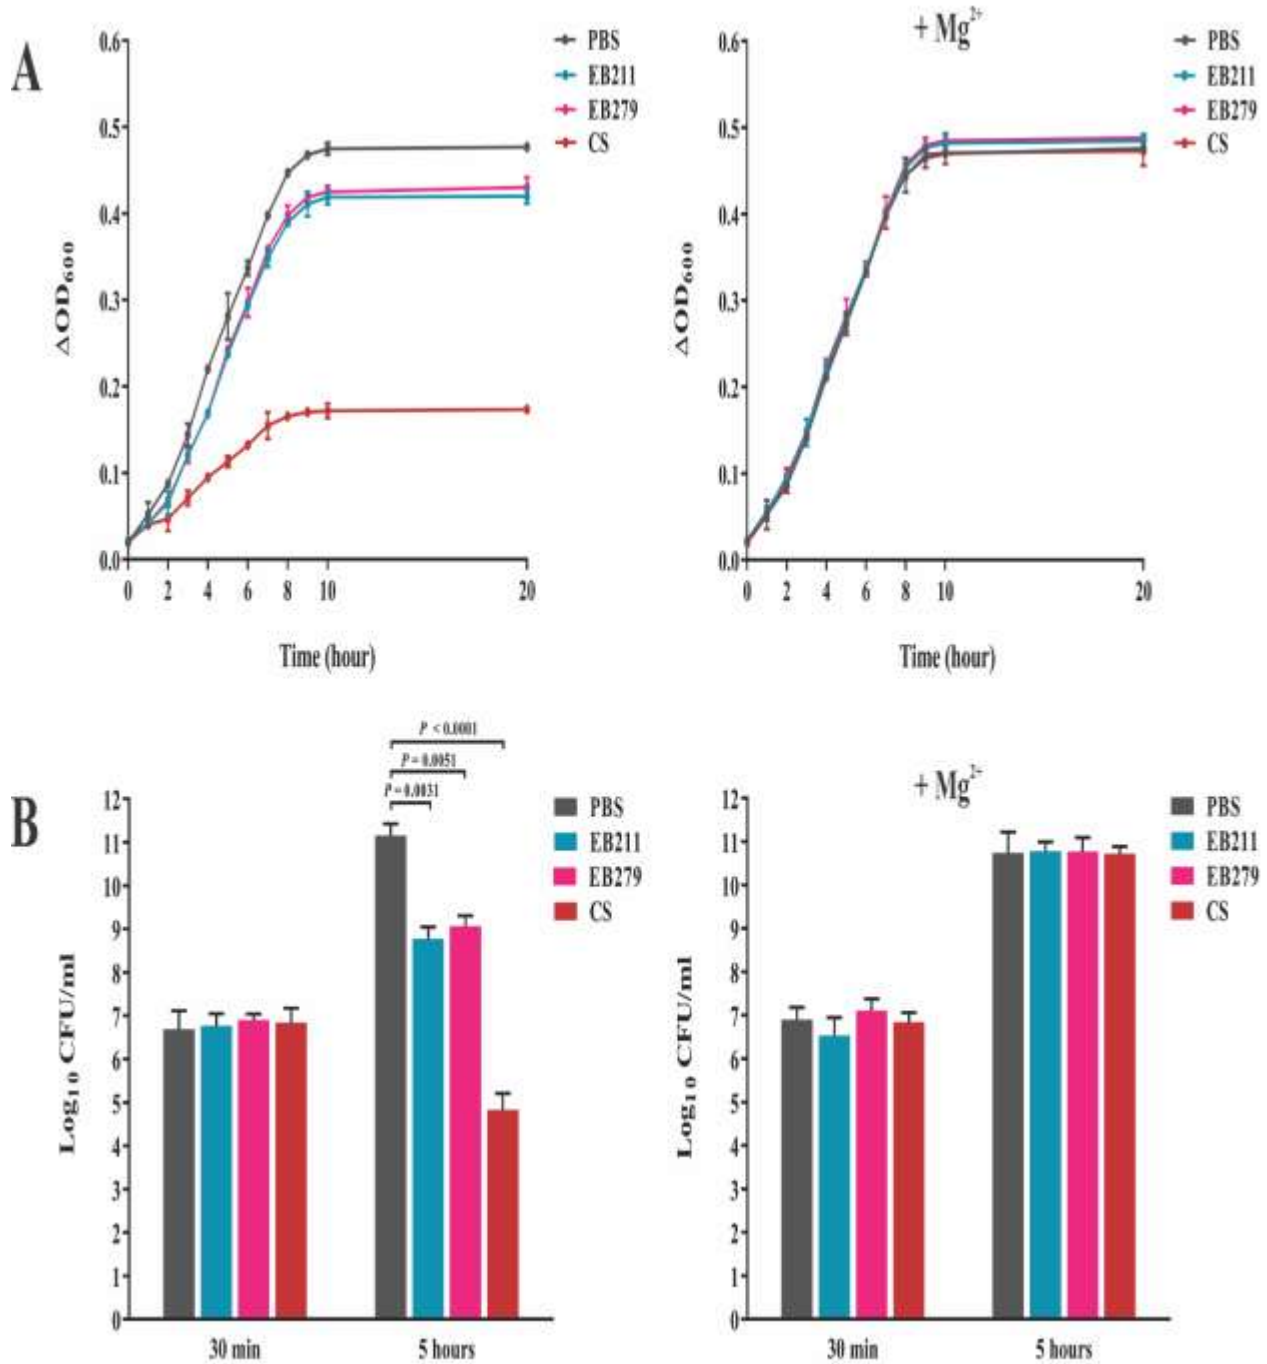 A
PBS
EB211
EB279
CS
0.6
0.5
0.4
0.3
0.2
0.1
0.0
ΔOD₆₀₀
0 2 4 6 8 10 20
Time (hour)
+ Mg²⁺
PBS
EB211
EB279
CS
0.6
0.5
0.4
0.3
0.2
0.1
0.0
ΔOD₆₀₀
0 2 4 6 8 10 20
Time (hour)
B
P < 0.0001
P = 0.0051
P = 0.0031
PBS
EB211
EB279
CS
12
11
10
9
8
7
6
5
4
3
2
1
0
Log₁₀ CFU/ml
30 min 5 hours
+ Mg²⁺
PBS
EB211
EB279
CS
12
11
10
9
8
7
6
5
4
3
2
1
0
Log₁₀ CFU/ml
30 min 5 hours